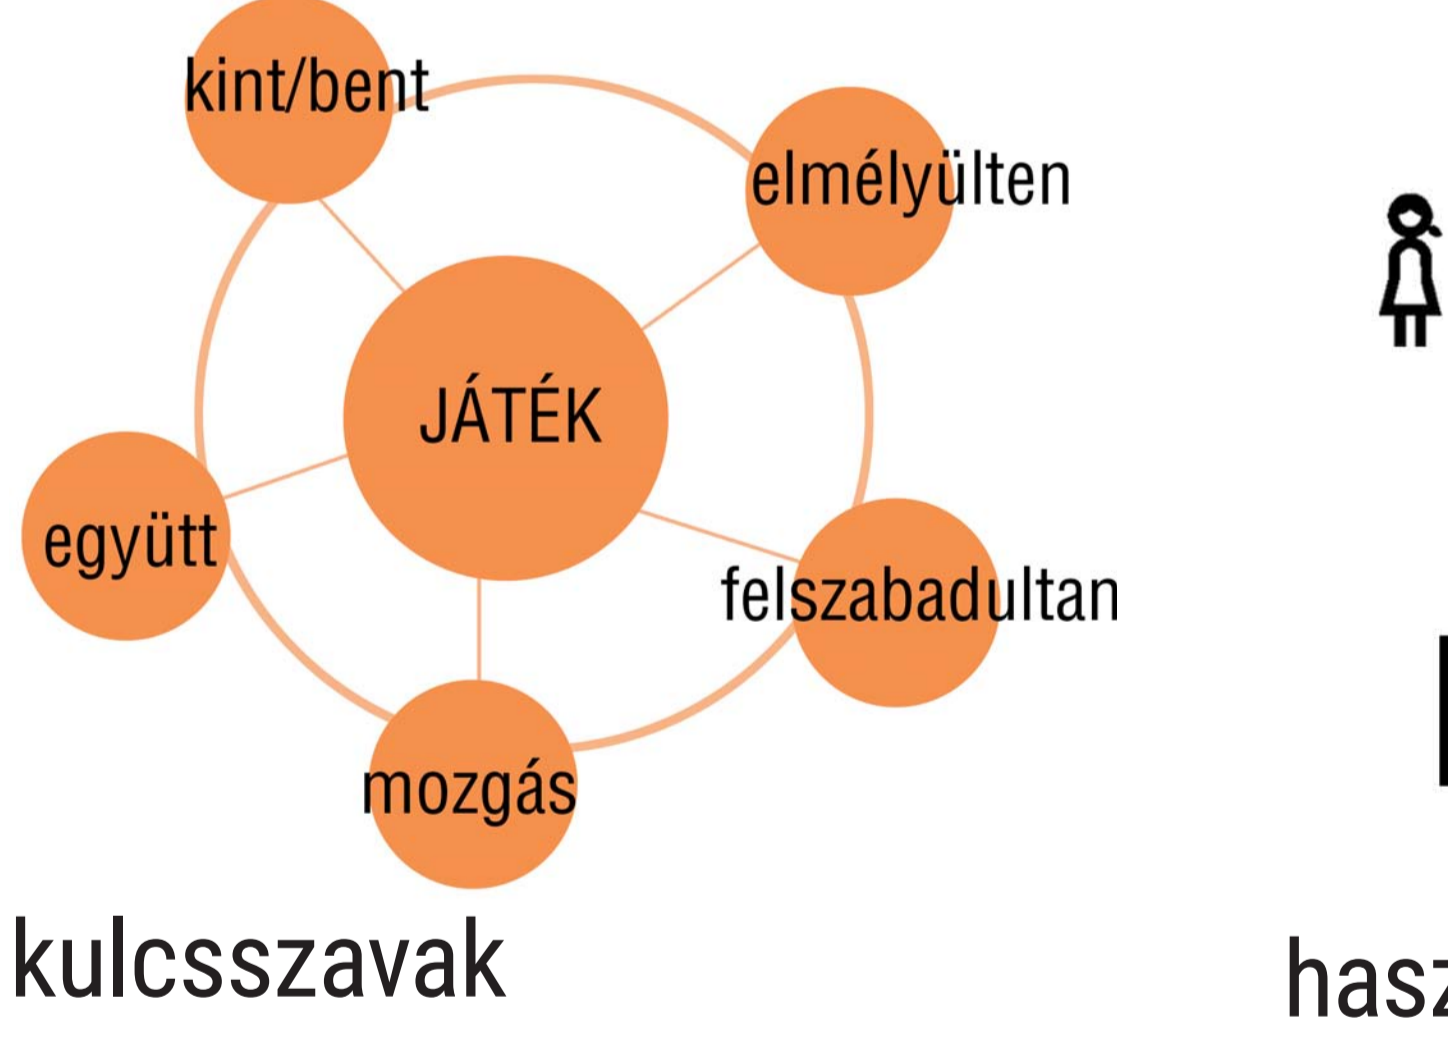 kint/bent
elmélyülten
JÁTÉK
együtt
felszabadultan
mozgás
kulcsszavak